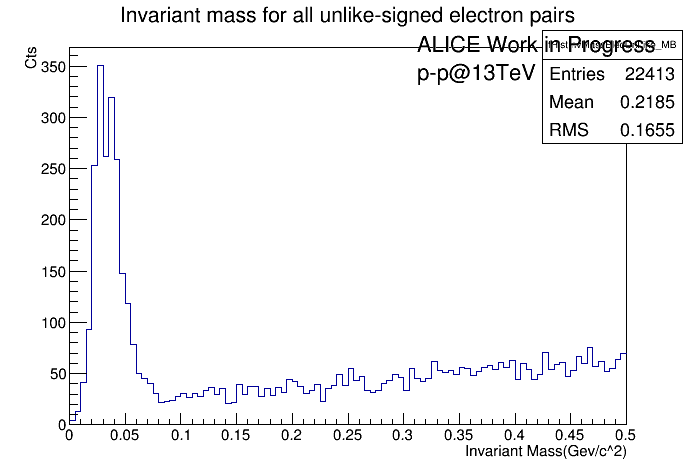 Invariant mass for all unlike-signed electron pairs
ALICE Work in Progress
p-p@13TeV
Entries 22413
Mean 0.2185
RMS 0.1655
Cts
350
300
250
200
150
100
50
0
0 0.05 0.1 0.15 0.2 0.25 0.3 0.35 0.4 0.45 0.5
Invariant Mass(Gev/c^2)